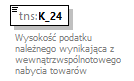 tns:K_24
Wysokość podatku
należnego wynikająca z
wewnątrzwspólnotowego
nabycia towarów